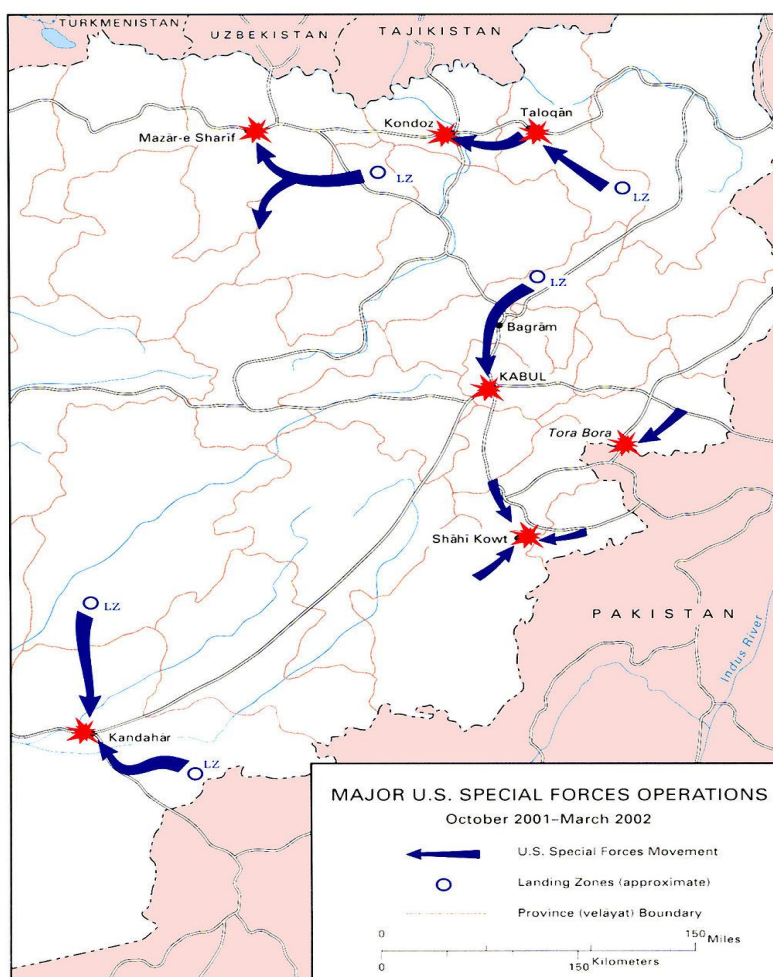 TURKMENISTAN
UZBEKISTAN
TAJIKISTAN
Mazār-e Sharif
Kondoz
Taloqān
LZ
LZ
LZ
Bagrām
KABUL
Tora Bora
Shāhī Kowt
PAKISTAN
Indus River
LZ
Kandahar
LZ
MAJOR U.S. SPECIAL FORCES OPERATIONS
October 2001–March 2002
U.S. Special Forces Movement
Landing Zones (approximate)
Province (velāyat) Boundary
0 150 Miles
0 150 Kilometers